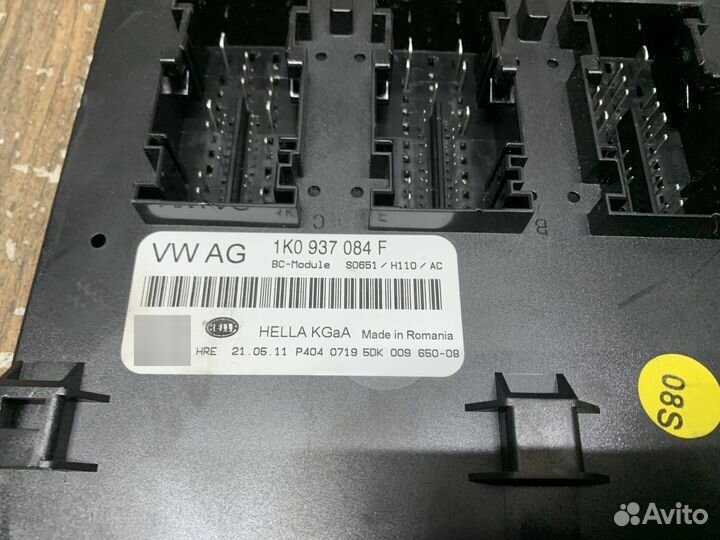 C
E
B
VW AG 1K0 937 084 F
BC-Module S0651 / H110 / AC
HELLA
HELLA KGaA Made in Romania
HRE 21.05.11 P404 0719 5DK 009 650-08
08S
Avito